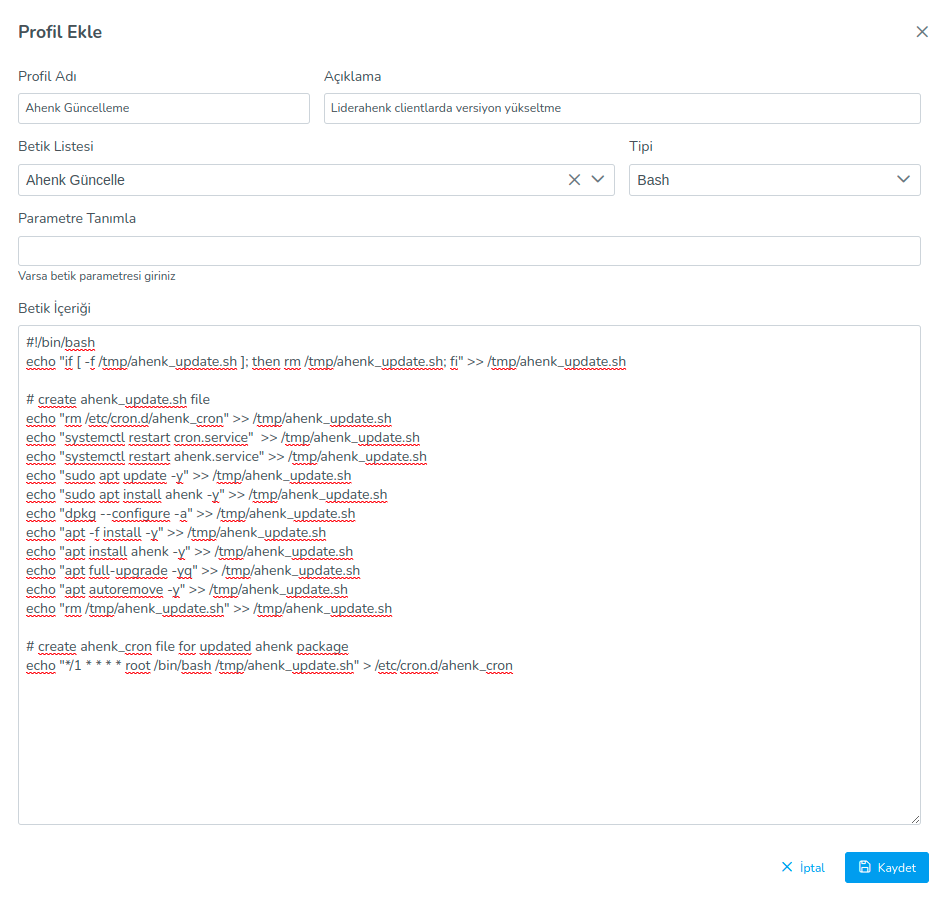 Profil Ekle
Profil Adı
Açıklama
Ahenk Güncelleme
Liderahenk clientlarda versiyon yükseltme
Betik Listesi
Tipi
Ahenk Güncelle
Bash
Parametre Tanımla
Varsa betik parametresi giriniz
Betik İçeriği
#!/bin/bash
echo "if [ -f /tmp/ahenk_update.sh ]; then rm /tmp/ahenk_update.sh; fi" >> /tmp/ahenk_update.sh
# create ahenk_update.sh file
echo "rm /etc/cron.d/ahenk_cron" >> /tmp/ahenk_update.sh
echo "systemctl restart cron.service"  >> /tmp/ahenk_update.sh
echo "systemctl restart ahenk.service" >> /tmp/ahenk_update.sh
echo "sudo apt update -y" >> /tmp/ahenk_update.sh
echo "sudo apt install ahenk -y" >> /tmp/ahenk_update.sh
echo "dpkg --configure -a" >> /tmp/ahenk_update.sh
echo "apt -f install -y" >> /tmp/ahenk_update.sh
echo "apt install ahenk -y" >> /tmp/ahenk_update.sh
echo "apt full-upgrade -yq" >> /tmp/ahenk_update.sh
echo "apt autoremove -y" >> /tmp/ahenk_update.sh
echo "rm /tmp/ahenk_update.sh" >> /tmp/ahenk_update.sh
# create ahenk_cron file for updated ahenk package
echo "*/1 * * * * root /bin/bash /tmp/ahenk_update.sh" > /etc/cron.d/ahenk_cron
İptal
Kaydet